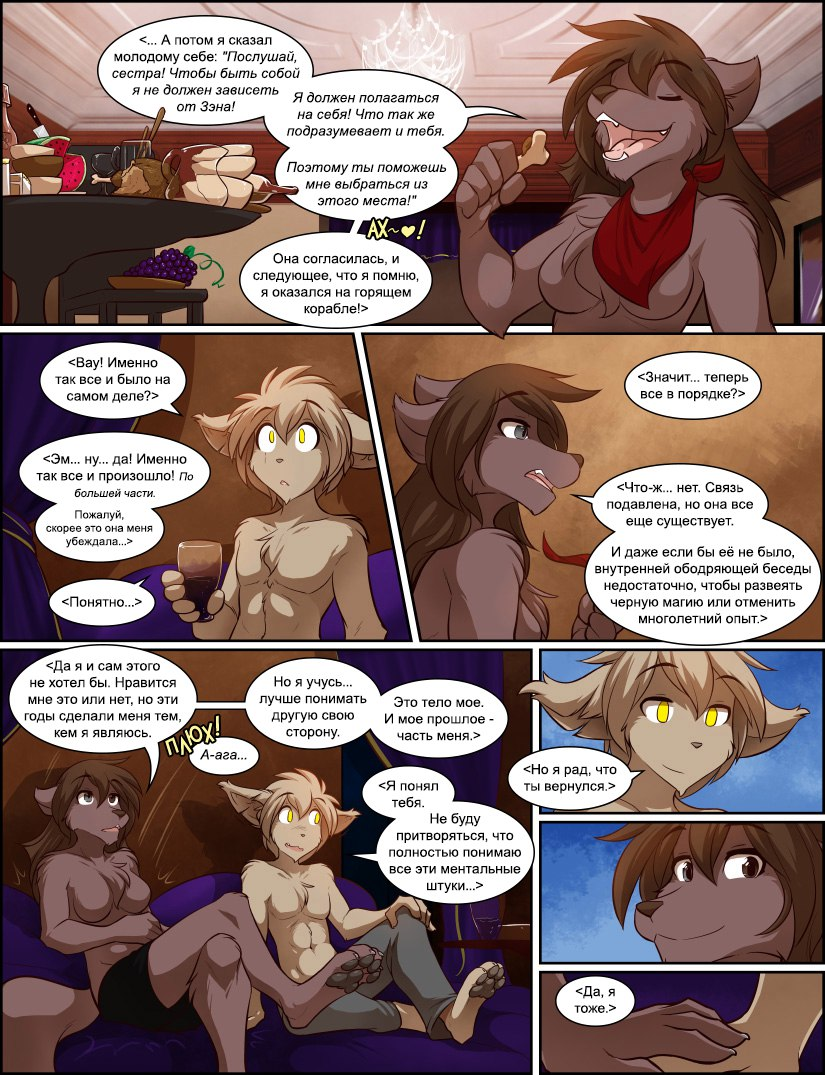 <... А потом я сказал
молодому себе: "Послушай,
сестра! Чтобы быть собой
я не должен зависеть
от Зэна!
Я должен полагаться
на себя! Что так же
подразумевает и тебя.
Поэтому ты поможешь
мне выбраться из
этого места!"
АХ~♥!
Она согласилась, и
следующее, что я помню,
я оказался на горящем
корабле!>
<Вау! Именно
так все и было на
самом деле?>
<Эм... ну... да! Именно
так все и произошло! По
большей части.
Пожалуй,
скорее это она меня
убеждала...>
<Понятно...>
<Значит... теперь
все в порядке?>
<Что-ж... нет. Связь
подавлена, но она все
еще существует.
И даже если бы её не было,
внутренней ободряющей беседы
недостаточно, чтобы развеять
черную магию или отменить
многолетний опыт.>
<Да я и сам этого
не хотел бы. Нравится
мне это или нет, но эти
годы сделали меня тем,
кем я являюсь.
ПЛЮХ!
А-ага...
Но я учусь...
лучше понимать
другую свою
сторону.
Это тело мое.
И мое прошлое -
часть меня.>
<Я понял
тебя.
Не буду
притворяться, что
полностью понимаю
все эти ментальные
штуки...>
<Но я рад, что
ты вернулся.>
<Да, я
тоже.>